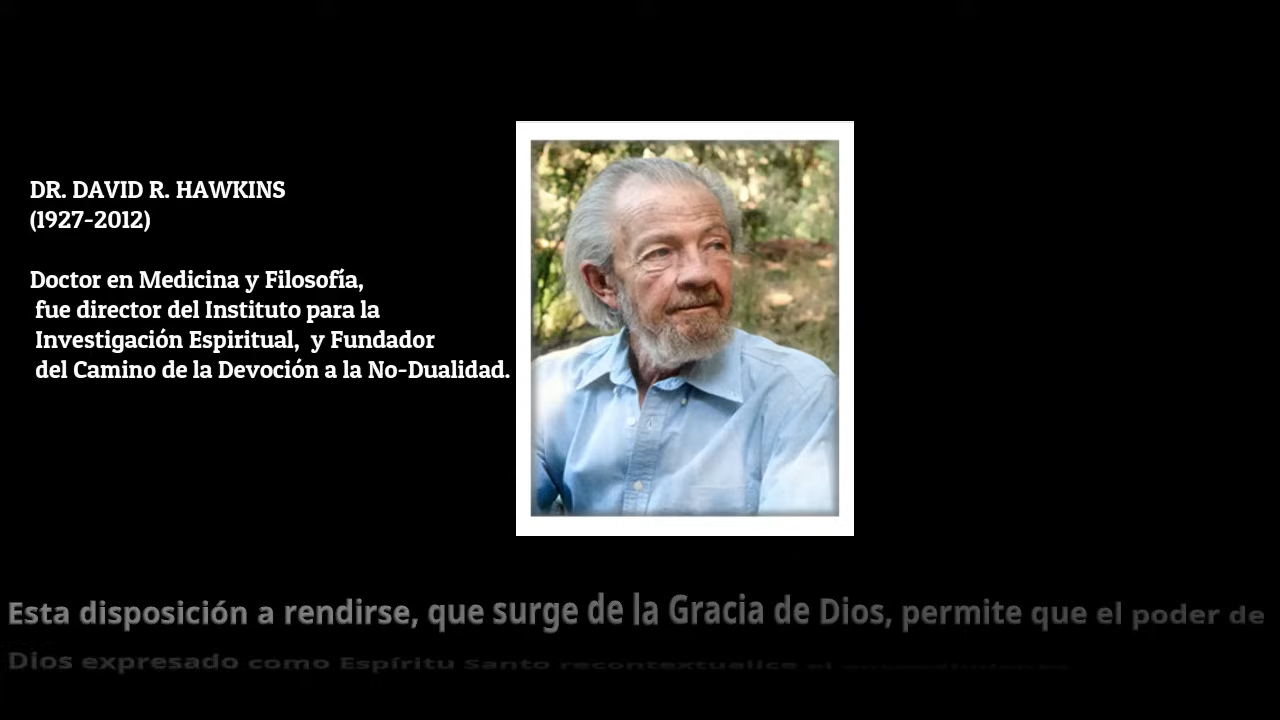 DR. DAVID R. HAWKINS
(1927-2012)
Doctor en Medicina y Filosofía,
fue director del Instituto para la
Investigación Espiritual, y Fundador
del Camino de la Devoción a la No-Dualidad.
Esta disposición a rendirse, que surge de la Gracia de Dios, permite que el poder de
Dios expresado como Espíritu Santo recontextualice el